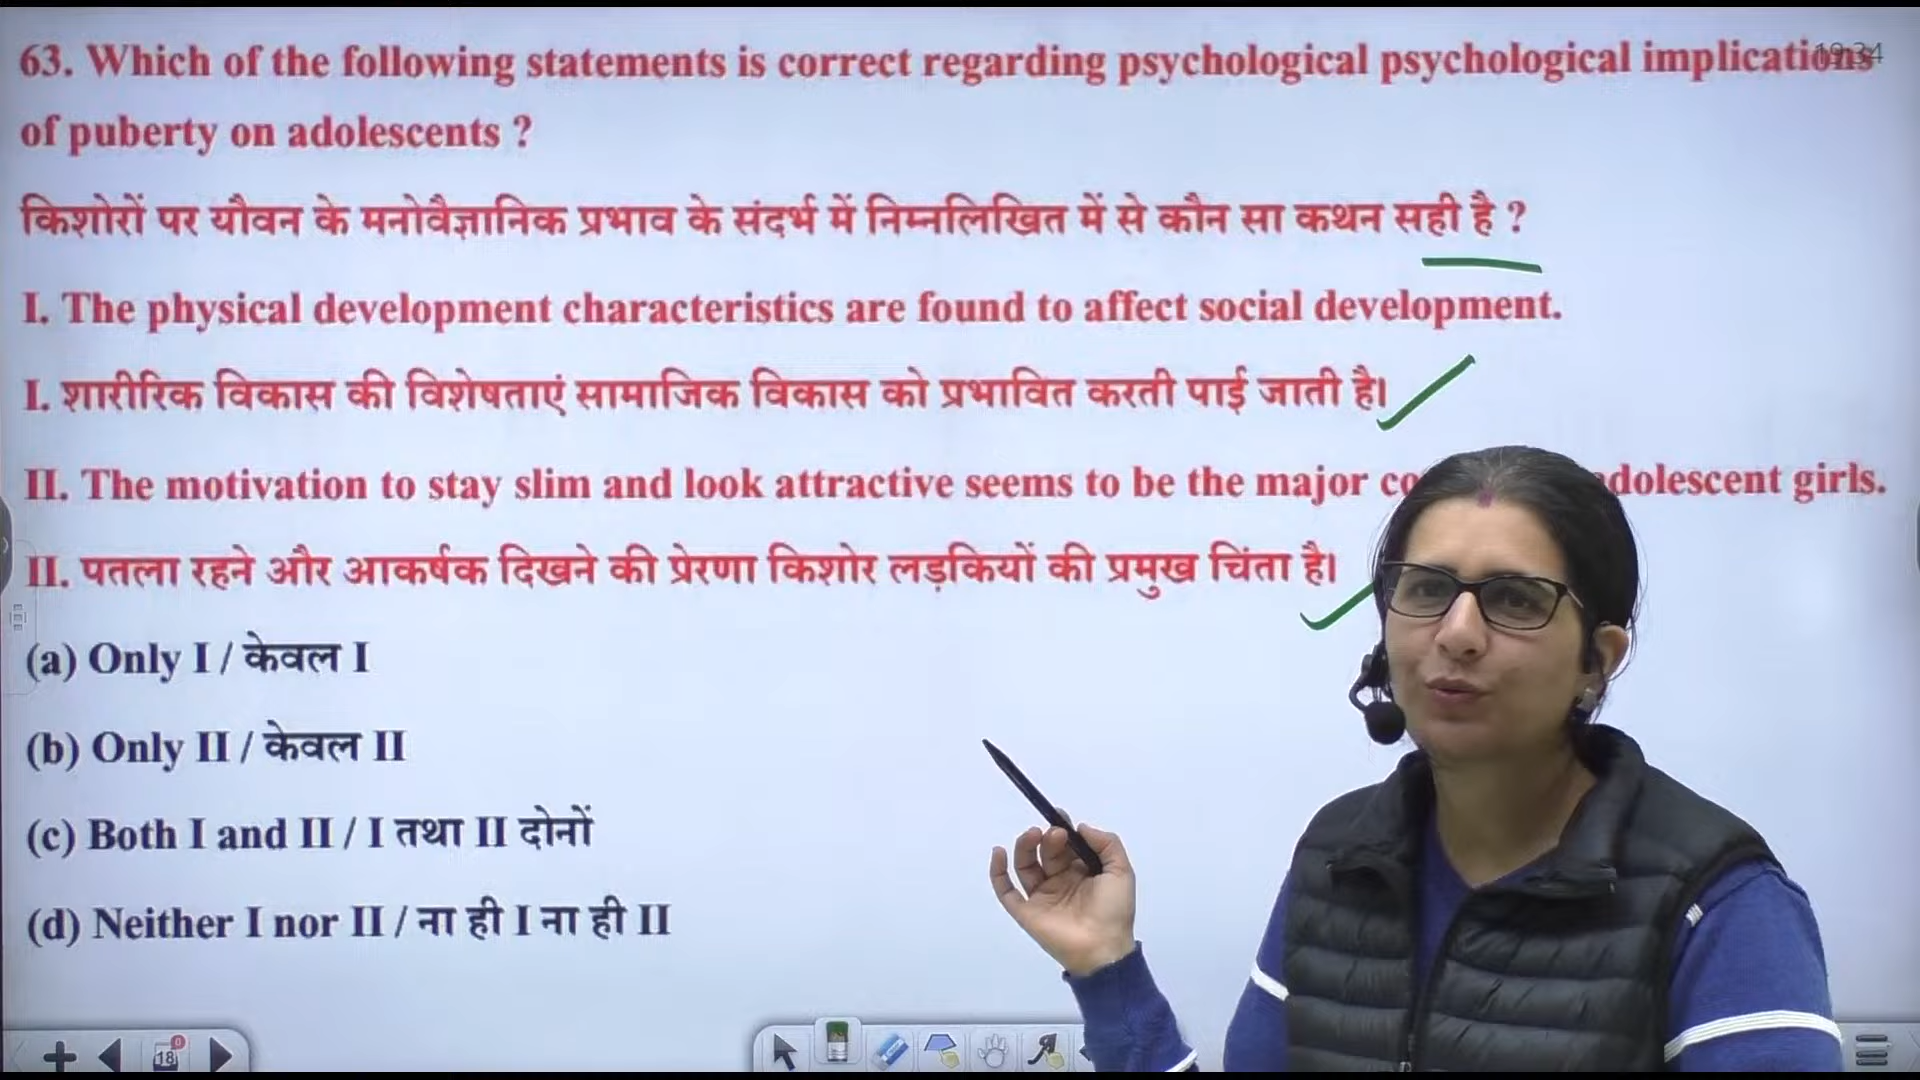 63. Which of the following statements is correct regarding psychological psychological implications
19:34
of puberty on adolescents ?
किशोरों पर यौवन के मनोवैज्ञानिक प्रभाव के संदर्भ में निम्नलिखित में से कौन सा कथन सही है ?
I. The physical development characteristics are found to affect social development.
I. शारीरिक विकास की विशेषताएं सामाजिक विकास को प्रभावित करती पाई जाती है।
II. The motivation to stay slim and look attractive seems to be the major adolescent girls.
II. पतला रहने और आकर्षक दिखने की प्रेरणा किशोर लड़कियों की प्रमुख चिंता है।
(a) Only I / केवल I
(b) Only II / केवल II
(c) Both I and II / I तथा II दोनों
(d) Neither I nor II / ना ही I ना ही II
18
0